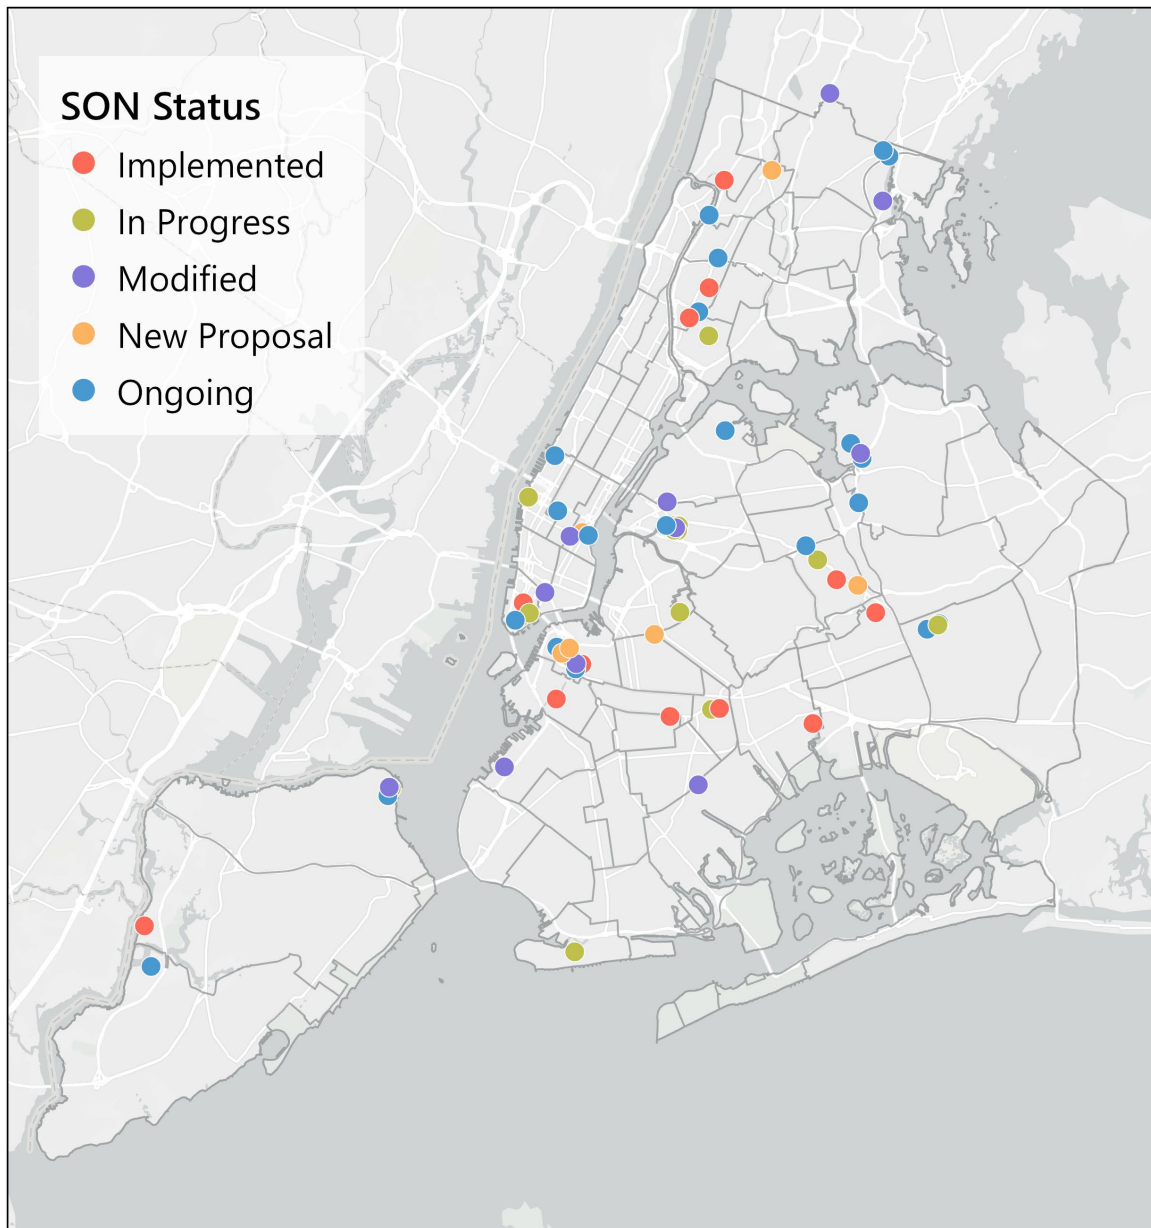 SON Status
Implemented
In Progress
Modified
New Proposal
Ongoing